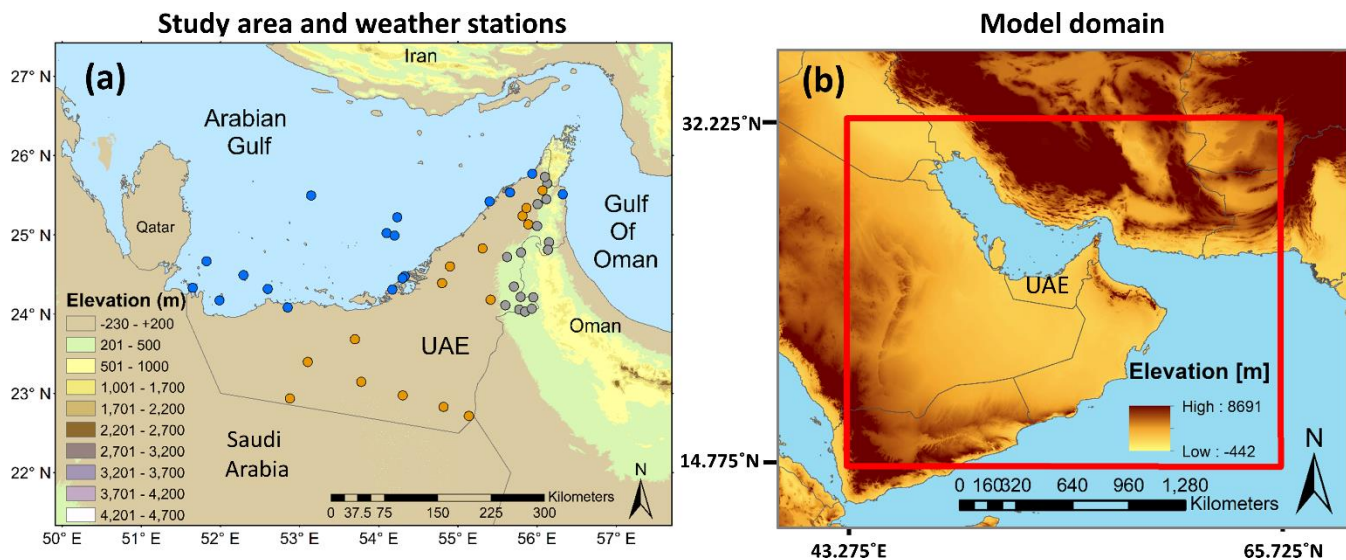 Study area and weather stations
(a)
Iran
Arabian
Gulf
Qatar
Gulf
Of
Oman
UAE
Oman
Saudi
Arabia
Elevation (m)
-230 - +200
201 - 500
501 - 1000
1,001 - 1,700
1,701 - 2,200
2,201 - 2,700
2,701 - 3,200
3,201 - 3,700
3,701 - 4,200
4,201 - 4,700
N
Kilometers
0 37.5 75 150 225 300
27° N
26° N
25° N
24° N
23° N
22° N
50° E 51° E 52° E 53° E 54° E 55° E 56° E 57° E
Model domain
(b)
32.225°N
14.775°N
UAE
Elevation [m]
High : 8691
Low : -442
N
0 160 320 640 960 1,280
Kilometers
43.275°E 65.725°E